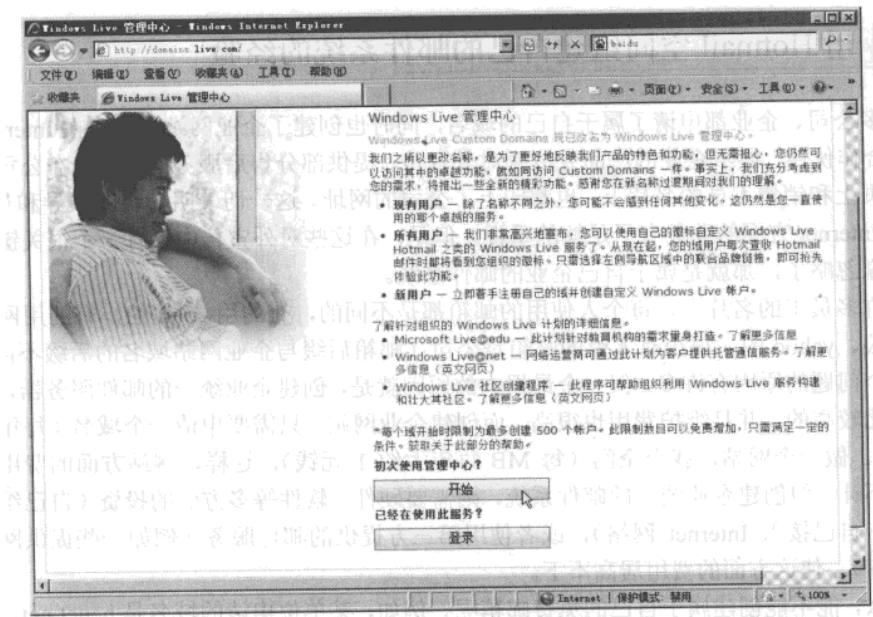 Windows Live 管理中心 - Windows Internet Explorer
http://domains.live.com/
baidu
文件(F) 编辑(E) 查看(V) 收藏夹(A) 工具(T) 帮助(H)
收藏夹 Windows Live 管理中心
页面(P) 安全(S) 工具(O)
Windows Live 管理中心
Windows Live Custom Domains 现已改名为 Windows Live 管理中心。
我们之所以更改名称，是为了更好地反映我们产品的特色和功能，但无需担心，您仍然可
以访问其中的卓越功能，就如同访问 Custom Domains 一样。事实上，我们充分考虑到
您的需求，将推出一些全新的精彩功能。感谢您在新名称过渡期间对我们的理解。
• 现有用户 — 除了名称不同之外，您可能不会感到任何其他变化。这仍然是您一直使
用的那个卓越的服务。
• 所有用户 — 我们非常高兴地宣布，您可以使用自己的徽标自定义 Windows Live
Hotmail 之类的 Windows Live 服务了。从现在起，您的域用户每次查收 Hotmail
邮件时都将看到您组织的徽标。只需选择左侧导航区域中的联合品牌链接，即可抢先
体验此功能。
• 新用户 — 立即着手注册自己的域并创建自定义 Windows Live 帐户。
了解针对组织的 Windows Live 计划的详细信息。
• Microsoft Live@edu — 此计划针对教育机构的需求量身打造。了解更多信息
• Windows Live@net — 网络运营商可通过此计划为客户提供托管通信服务。了解更
多信息（英文网页）
• Windows Live 社区创建程序 — 此程序可帮助组织利用 Windows Live 服务构建
和壮大其社区。了解更多信息（英文网页）
*每个域开始时限制为最多创建 500 个帐户。此限制数目可以免费增加，只需满足一定的
条件。获取关于此部分的帮助。
初次使用管理中心？
开始
已经在使用此服务？
登录
Internet | 保护模式: 禁用 100%